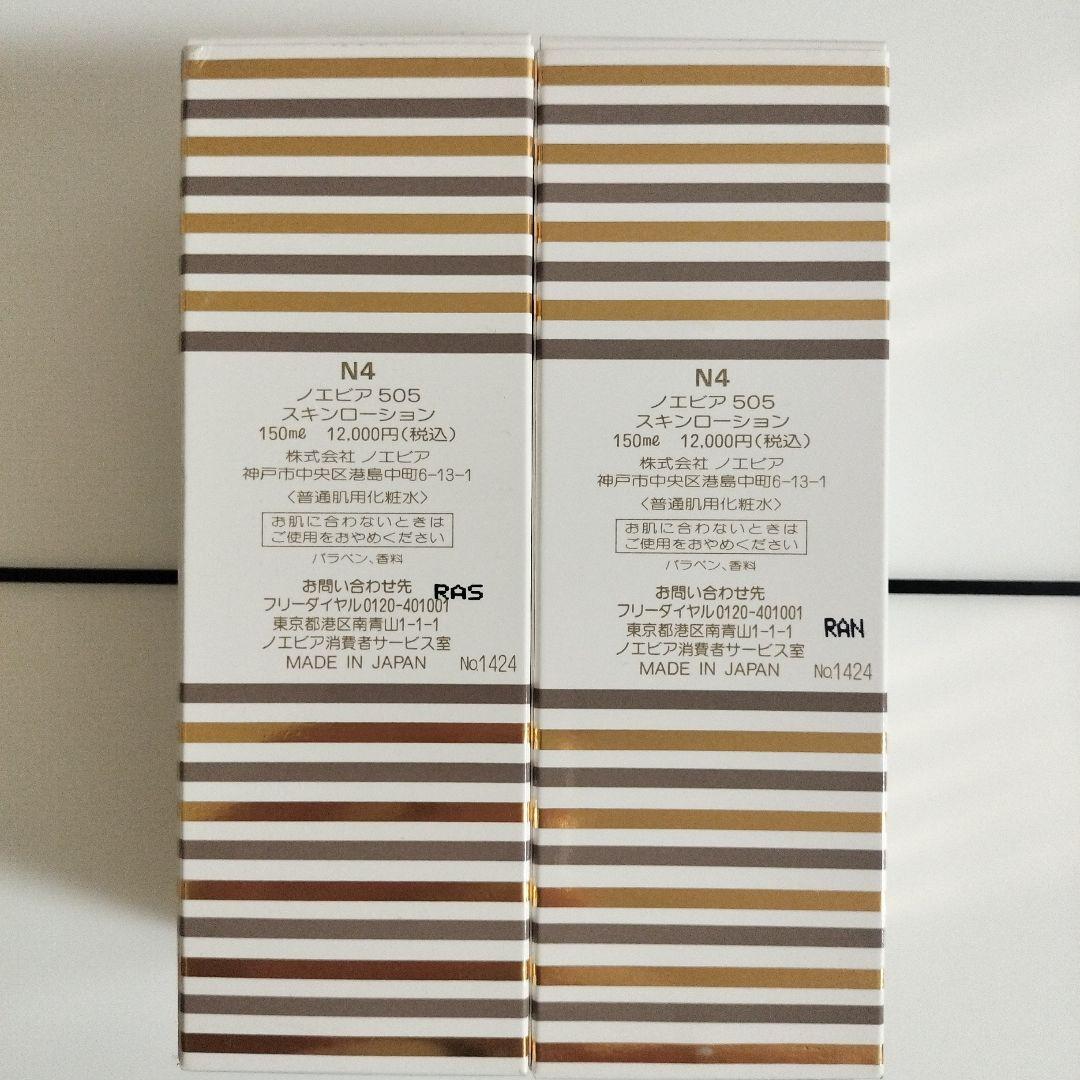 N4
ノエビア 505
スキンローション
150mℓ 12,000円(税込)
株式会社 ノエビア
神戸市中央区港島中町6-13-1
〈普通肌用化粧水〉
お肌に合わないときは
ご使用をおやめください
パラベン、香料
お問い合わせ先
RAS
フリーダイヤル0120-401001
東京都港区南青山1-1-1
ノエビア消費者サービス室
MADE IN JAPAN No.1424
N4
ノエビア 505
スキンローション
150mℓ 12,000円(税込)
株式会社 ノエビア
神戸市中央区港島中町6-13-1
〈普通肌用化粧水〉
お肌に合わないときは
ご使用をおやめください
パラベン、香料
お問い合わせ先
フリーダイヤル0120-401001
東京都港区南青山1-1-1
RAN
ノエビア消費者サービス室
MADE IN JAPAN No.1424